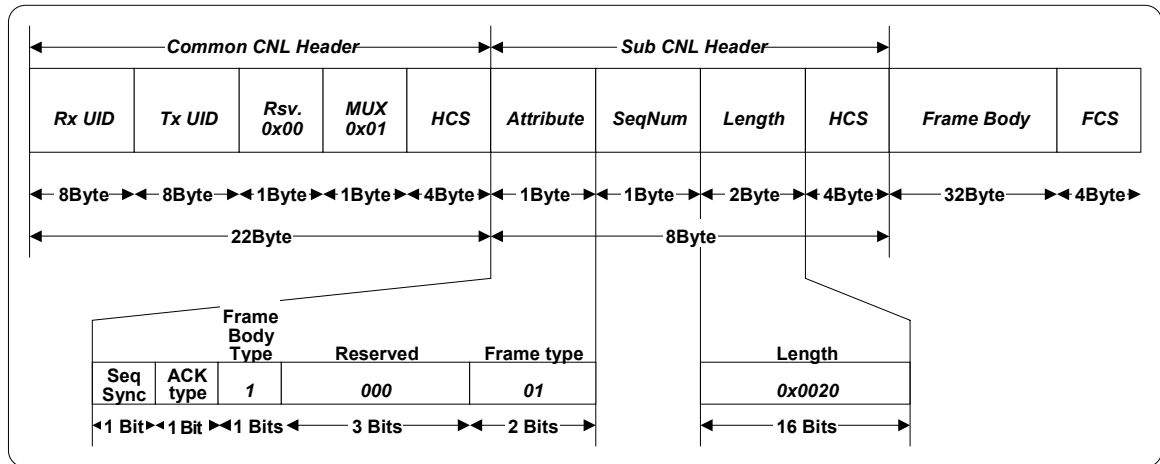 Common CNL Header Sub CNL Header
Rx UID Tx UID Rsv. 0x00 MUX 0x01 HCS Attribute SeqNum Length HCS Frame Body FCS
8Byte 8Byte 1Byte 1Byte 4Byte 1Byte 1Byte 2Byte 4Byte 32Byte 4Byte
22Byte 8Byte
Frame Body Type Reserved Frame type Length
Seq Sync ACK type 1 000 01 0x0020
1 Bit 1 Bit 1 Bits 3 Bits 2 Bits 16 Bits